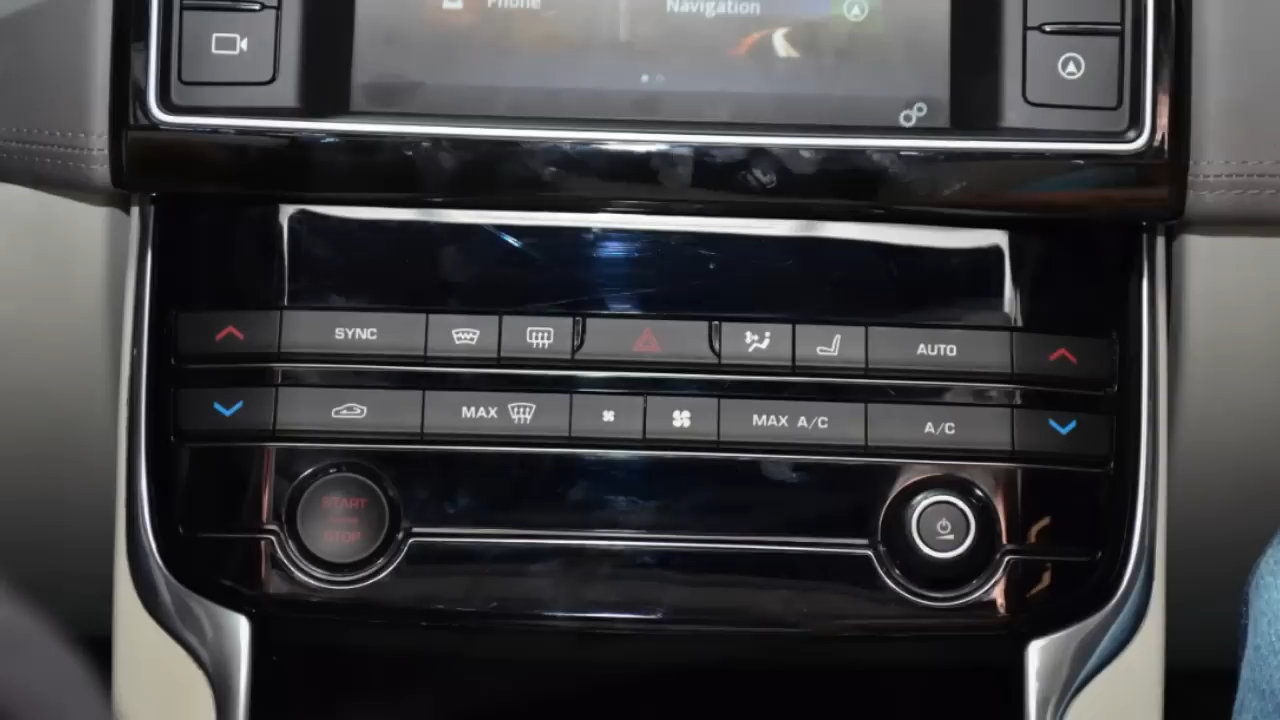 Phone
Navigation
SYNC
AUTO
MAX
MAX A/C
A/C
START
STOP